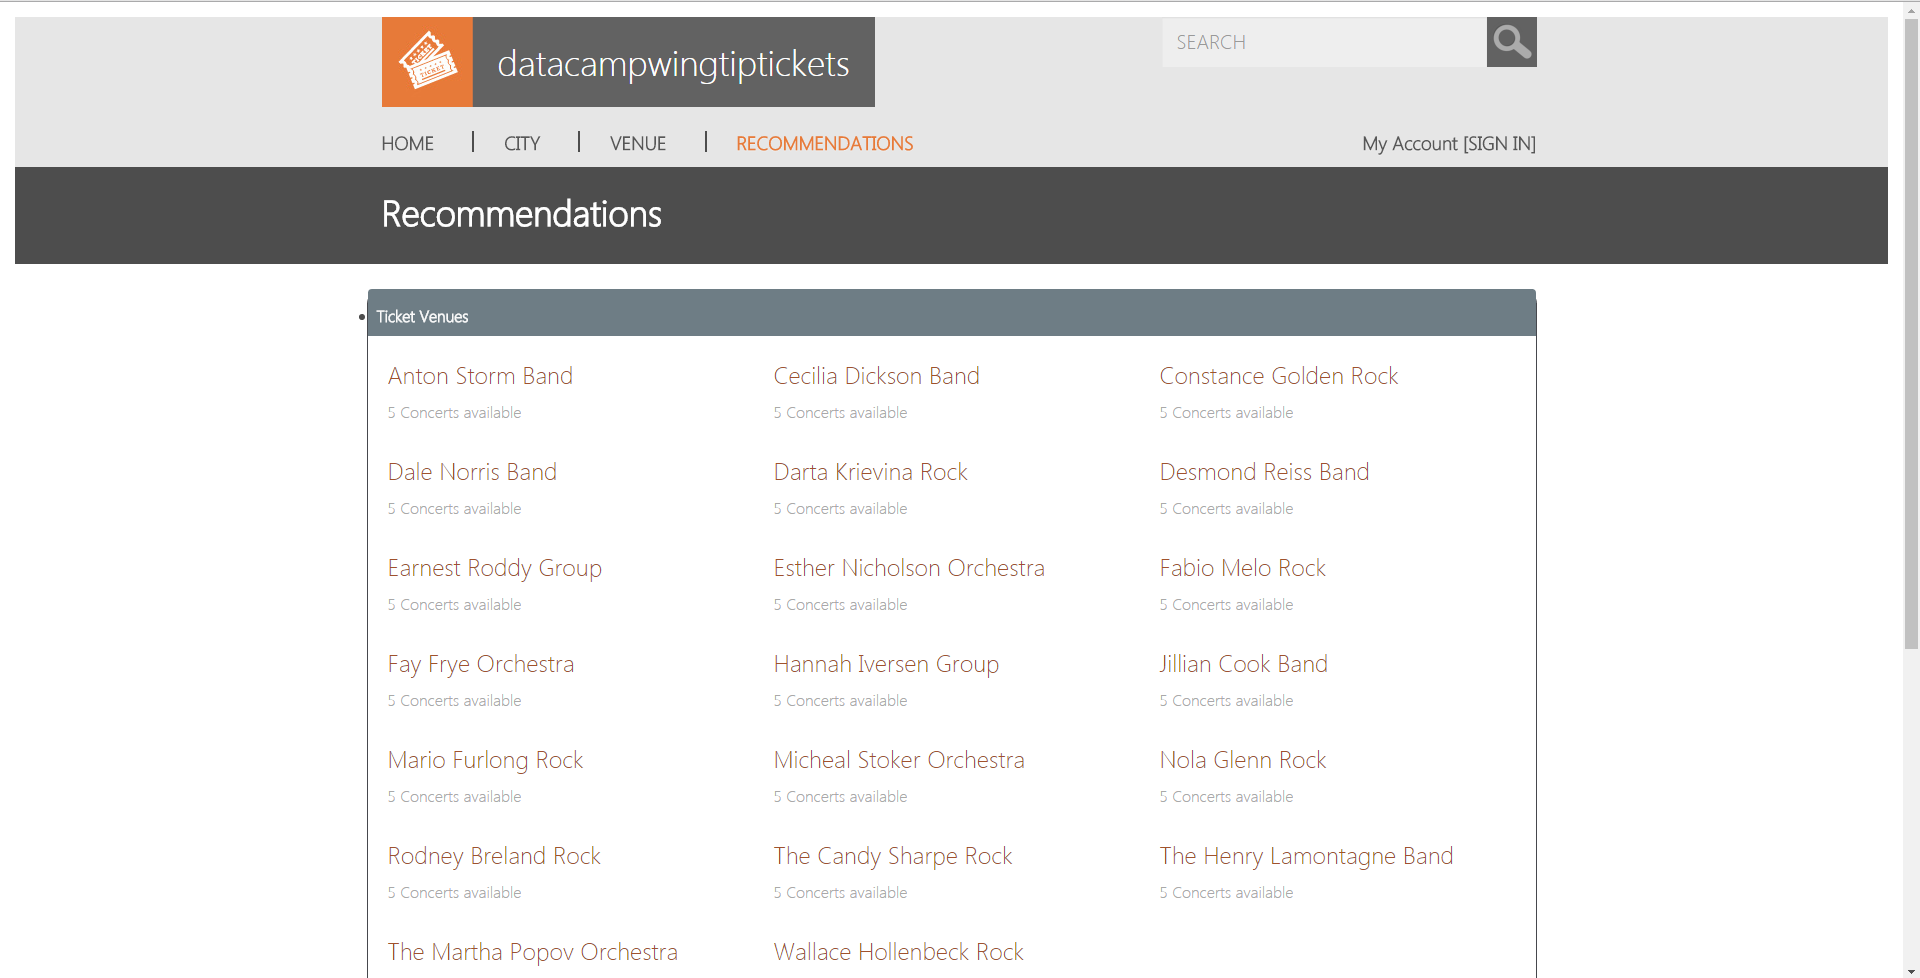 datacampwingtiptickets
SEARCH
HOME | CITY | VENUE | RECOMMENDATIONS
My Account [SIGN IN]
Recommendations
Ticket Venues
Anton Storm Band
5 Concerts available
Cecilia Dickson Band
5 Concerts available
Constance Golden Rock
5 Concerts available
Dale Norris Band
5 Concerts available
Darta Krievina Rock
5 Concerts available
Desmond Reiss Band
5 Concerts available
Earnest Roddy Group
5 Concerts available
Esther Nicholson Orchestra
5 Concerts available
Fabio Melo Rock
5 Concerts available
Fay Frye Orchestra
5 Concerts available
Hannah Iversen Group
5 Concerts available
Jillian Cook Band
5 Concerts available
Mario Furlong Rock
5 Concerts available
Micheal Stoker Orchestra
5 Concerts available
Nola Glenn Rock
5 Concerts available
Rodney Breland Rock
5 Concerts available
The Candy Sharpe Rock
5 Concerts available
The Henry Lamontagne Band
5 Concerts available
The Martha Popov Orchestra
Wallace Hollenbeck Rock